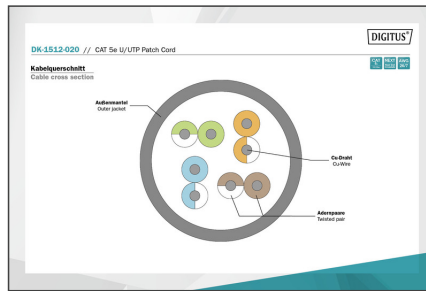 DIGITUS®
DK-1512-020 // CAT 5e U/UTP Patch Cord
Kabelquerschnitt
Cable cross section
Außenmantel
Outer jacket
Cu-Draht
Cu-Wire
Adernpaare
Twisted pair